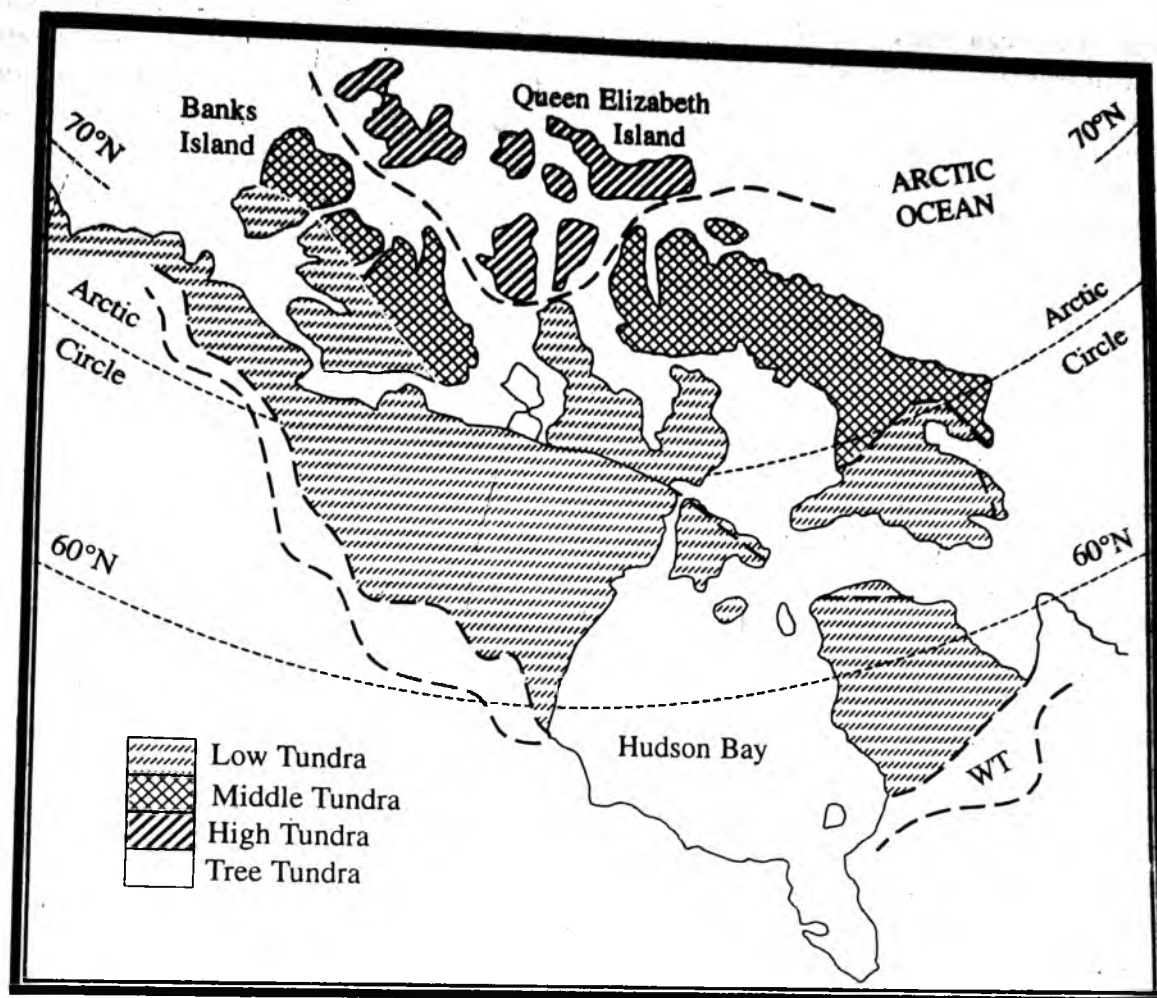 Banks
Island
Queen Elizabeth
Island
70°N
70°N
ARCTIC
OCEAN
Arctic
Circle
Arctic
Circle
60°N
60°N
Hudson Bay
WT
Low Tundra
Middle Tundra
High Tundra
Tree Tundra